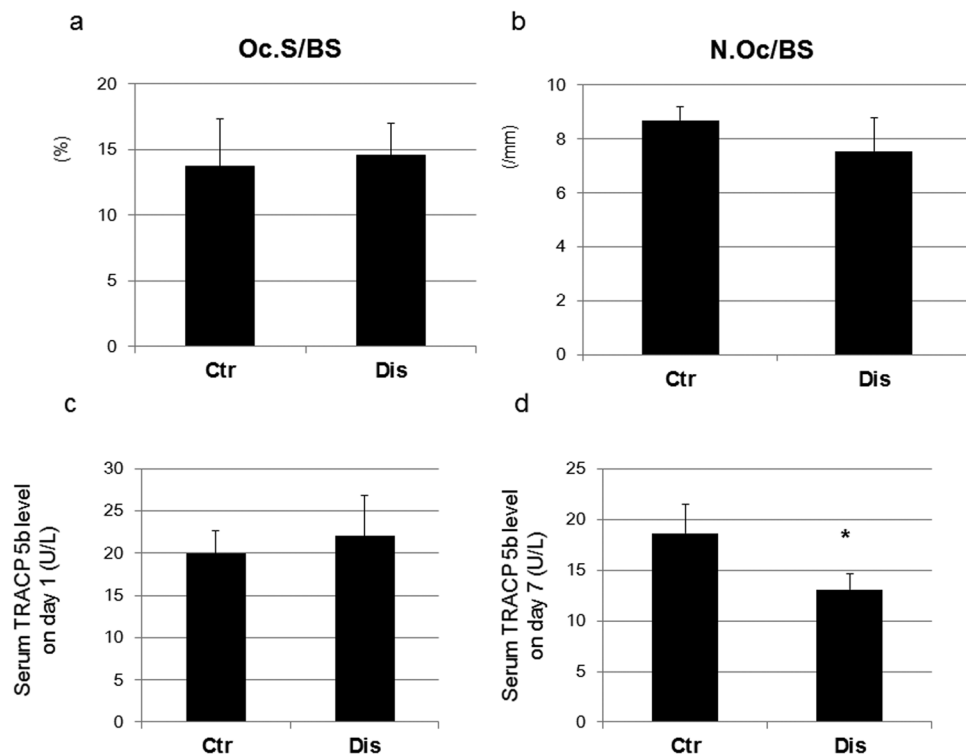 a
Oc.S/BS
(%)
20
15
10
5
0
Ctr Dis
b
N.Oc/BS
(/mm)
10
8
6
4
2
0
Ctr Dis
c
Serum TRACP 5b level
on day 1 (U/L)
30
25
20
15
10
5
0
Ctr Dis
d
Serum TRACP 5b level
on day 7 (U/L)
25
20
15
10
5
0
*
Ctr Dis